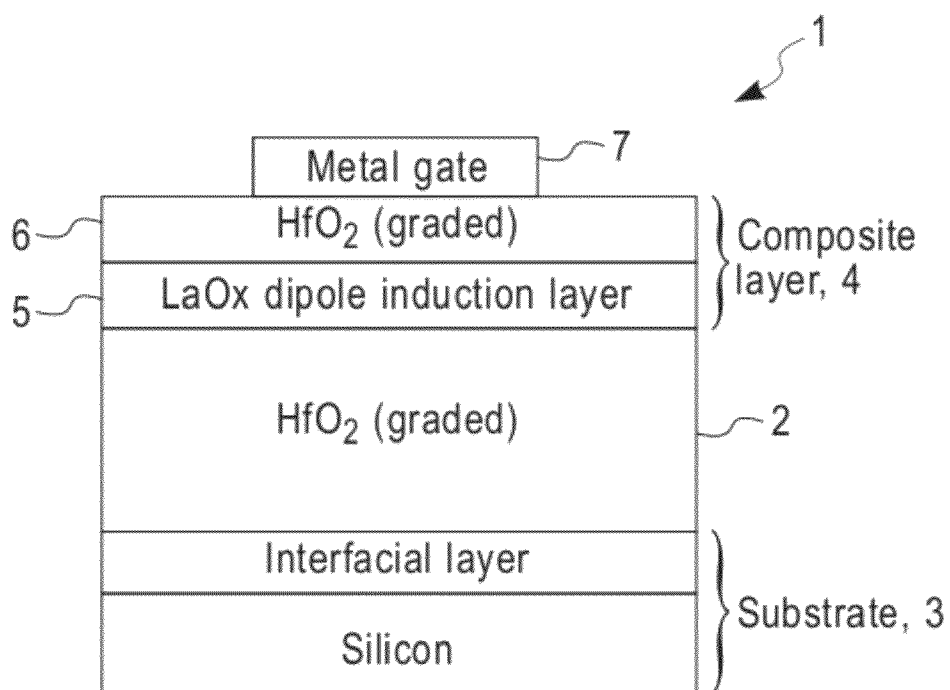 1
Metal gate
7
6
HfO₂ (graded)
Composite
layer, 4
5
LaOx dipole induction layer
HfO₂ (graded)
2
Interfacial layer
Substrate, 3
Silicon